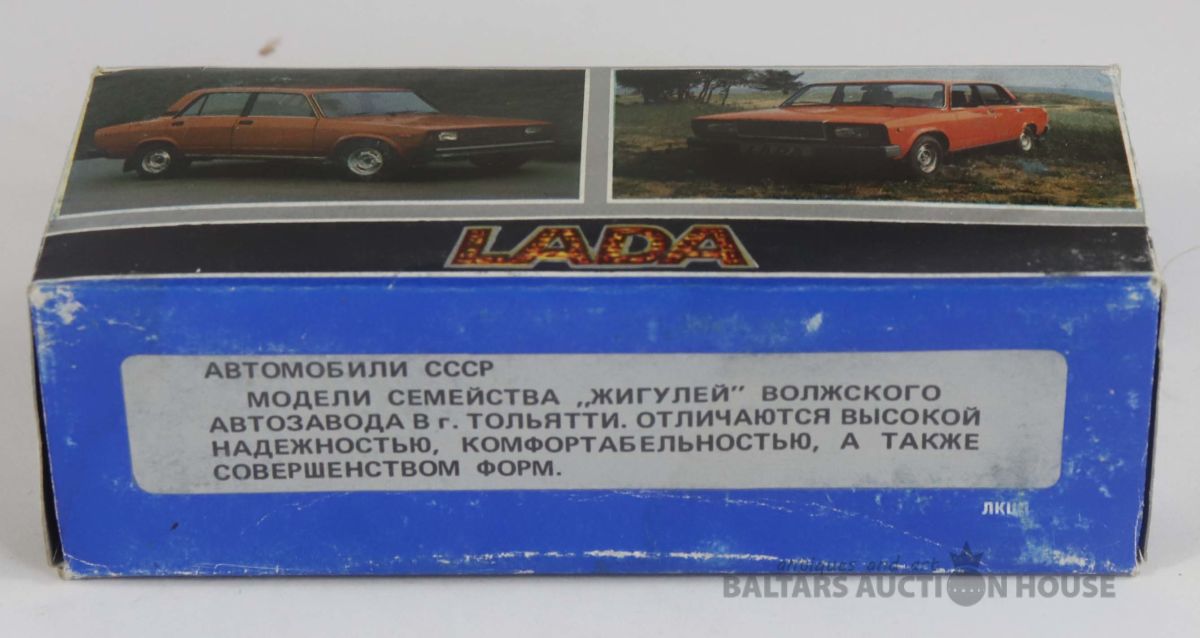 LADA
АВТОМОБИЛИ СССР
МОДЕЛИ СЕМЕЙСТВА „ЖИГУЛЕЙ” ВОЛЖСКОГО
АВТОЗАВОДА В г. ТОЛЬЯТТИ. ОТЛИЧАЮТСЯ ВЫСОКОЙ
НАДЕЖНОСТЬЮ, КОМФОРТАБЕЛЬНОСТЬЮ, А ТАКЖЕ
СОВЕРШЕНСТВОМ ФОРМ.
antiques and art
BALTARS AUCTION HOUSE